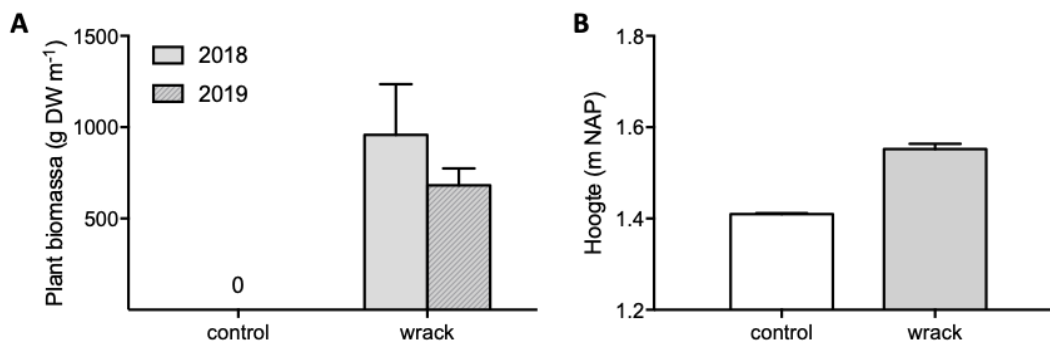 A
Plant biomassa (g DW m⁻¹)
1500
1000
500
2018
2019
0
control
wrack
B
Hoogte (m NAP)
1.8
1.6
1.4
1.2
control
wrack